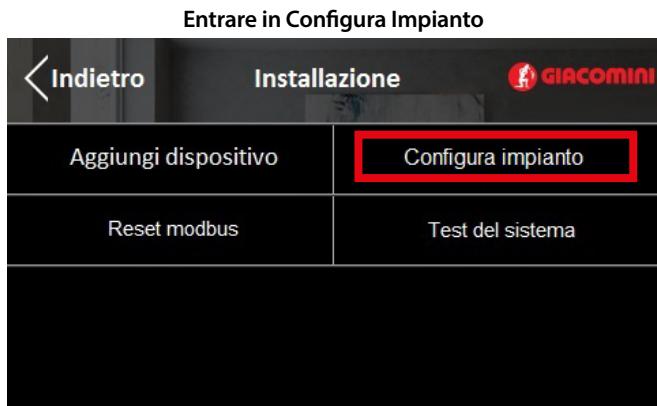 Entrare in Configura Impianto
Indietro Installazione GIACOMINI
Aggiungi dispositivo Configura impianto
Reset modbus Test del sistema